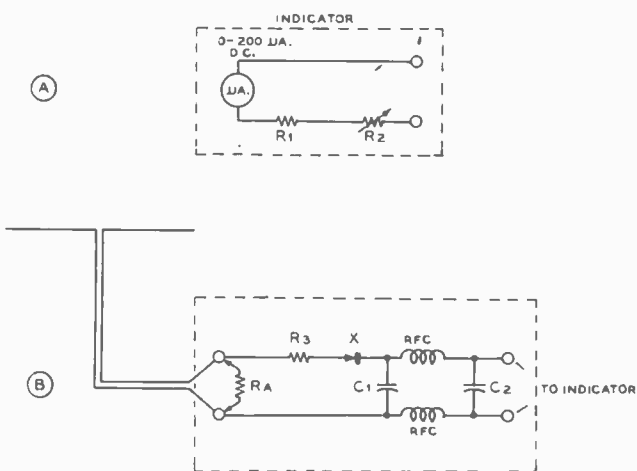 INDICATOR
0-200 µA.
D.C.
µA.
R1
R2
A
R3
X
RFC
RA
C1
C2
TO INDICATOR
B
RFC